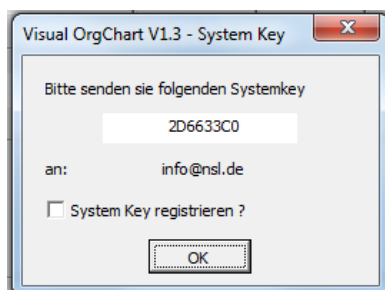 Visual OrgChart V1.3 - System Key
Bitte senden sie folgenden Systemkey
2D6633C0
an: info@nsl.de
System Key registrieren ?
OK